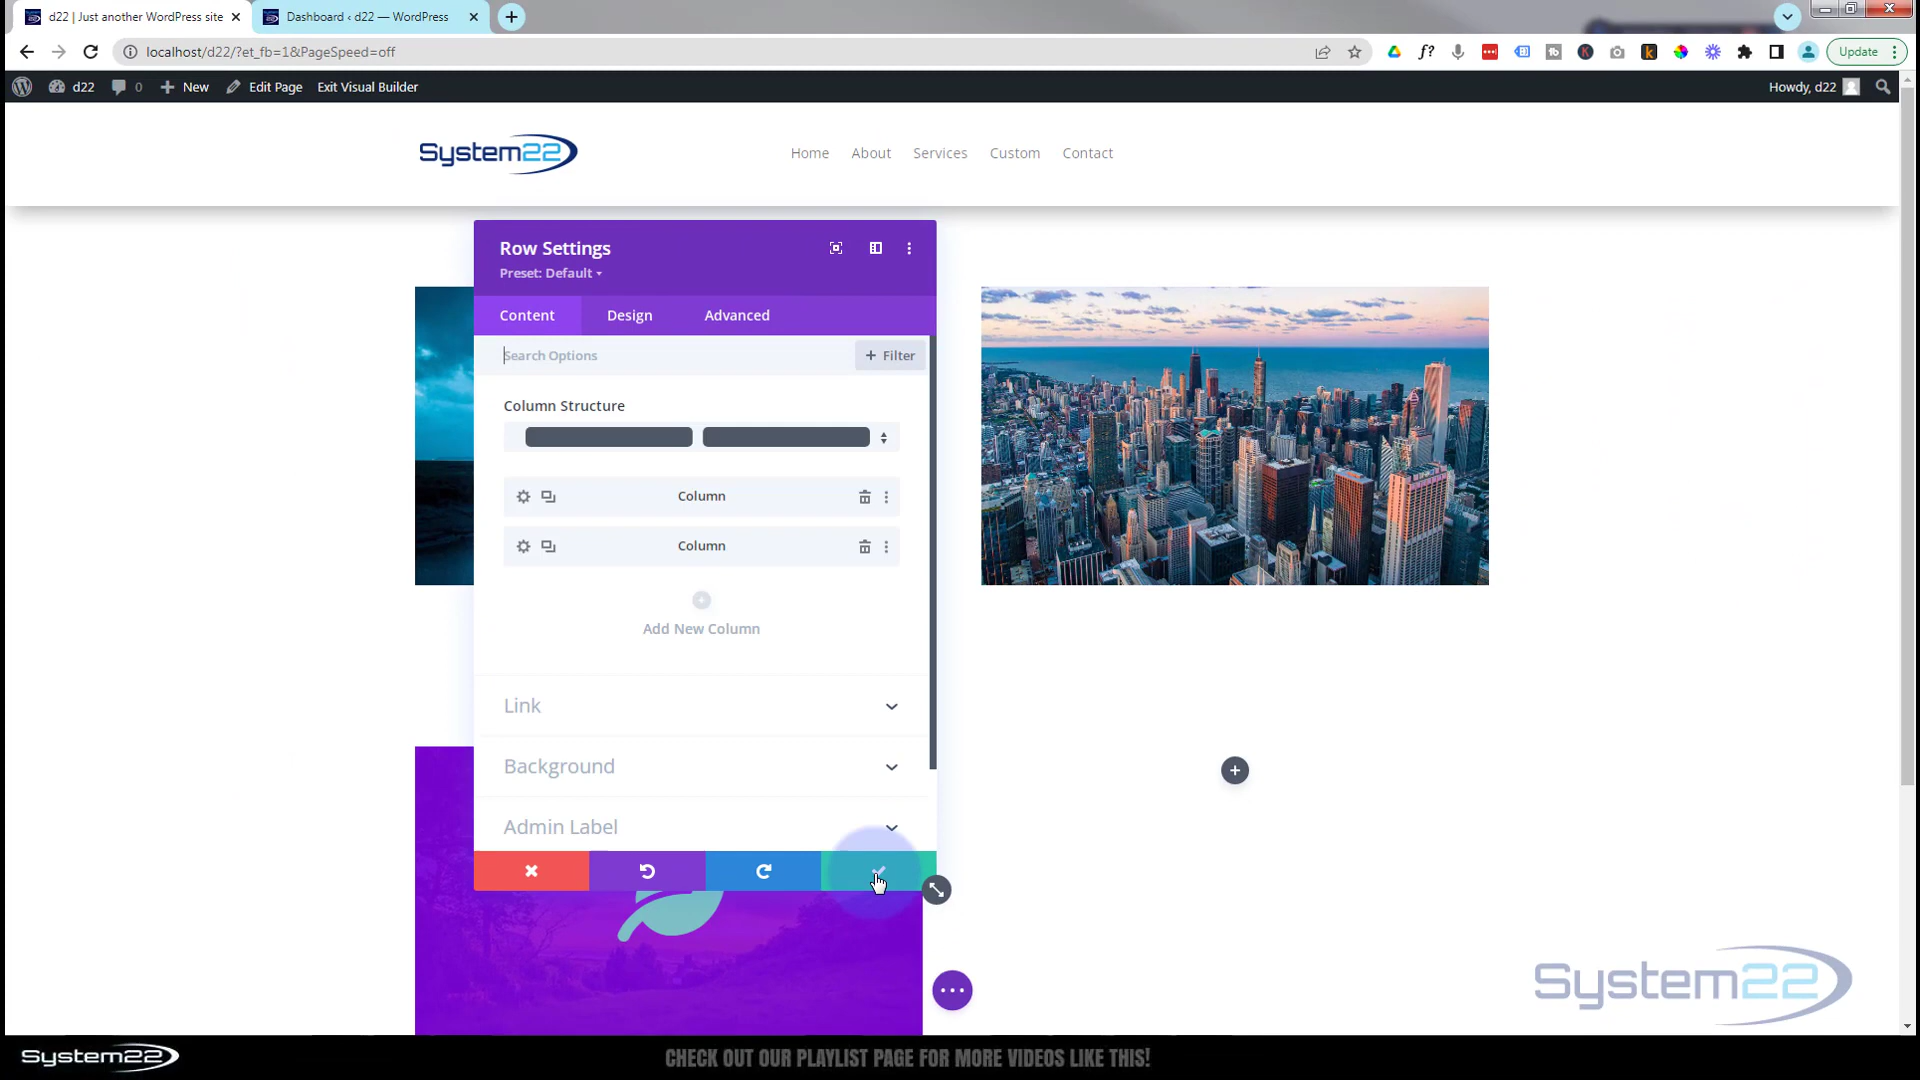 d22 | Just another WordPress site
Dashboard ‹ d22 — WordPress
localhost/d22/?et_fb=1&PageSpeed=off
Update
d22
0
New
Edit Page
Exit Visual Builder
Howdy, d22
System22
Home
About
Services
Custom
Contact
Row Settings
Preset: Default
Content
Design
Advanced
Search Options
+ Filter
Column Structure
Column
Column
Add New Column
Link
Background
Admin Label
System22
System22
CHECK OUT OUR PLAYLIST PAGE FOR MORE VIDEOS LIKE THIS!